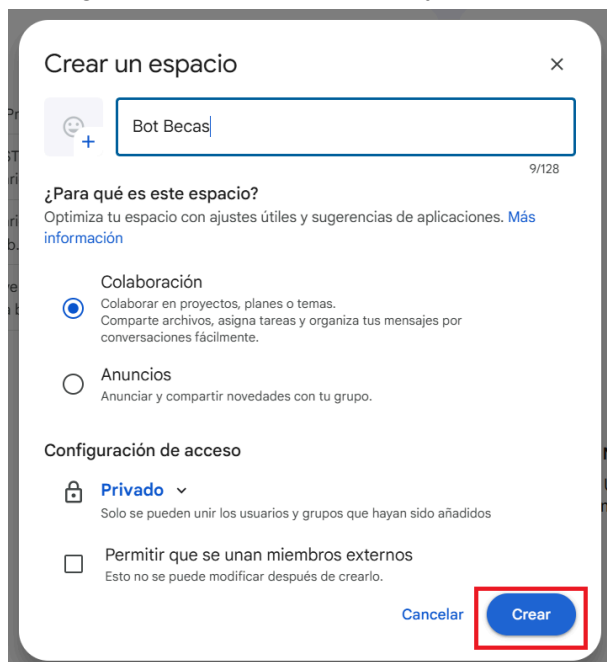 Crear un espacio
Bot Becas
9/128
¿Para qué es este espacio?
Optimiza tu espacio con ajustes útiles y sugerencias de aplicaciones. Más
información
Colaboración
Colaborar en proyectos, planes o temas.
Comparte archivos, asigna tareas y organiza tus mensajes por
conversaciones fácilmente.
Anuncios
Anunciar y compartir novedades con tu grupo.
Configuración de acceso
Privado
Solo se pueden unir los usuarios y grupos que hayan sido añadidos
Permitir que se unan miembros externos
Esto no se puede modificar después de crearlo.
Cancelar
Crear